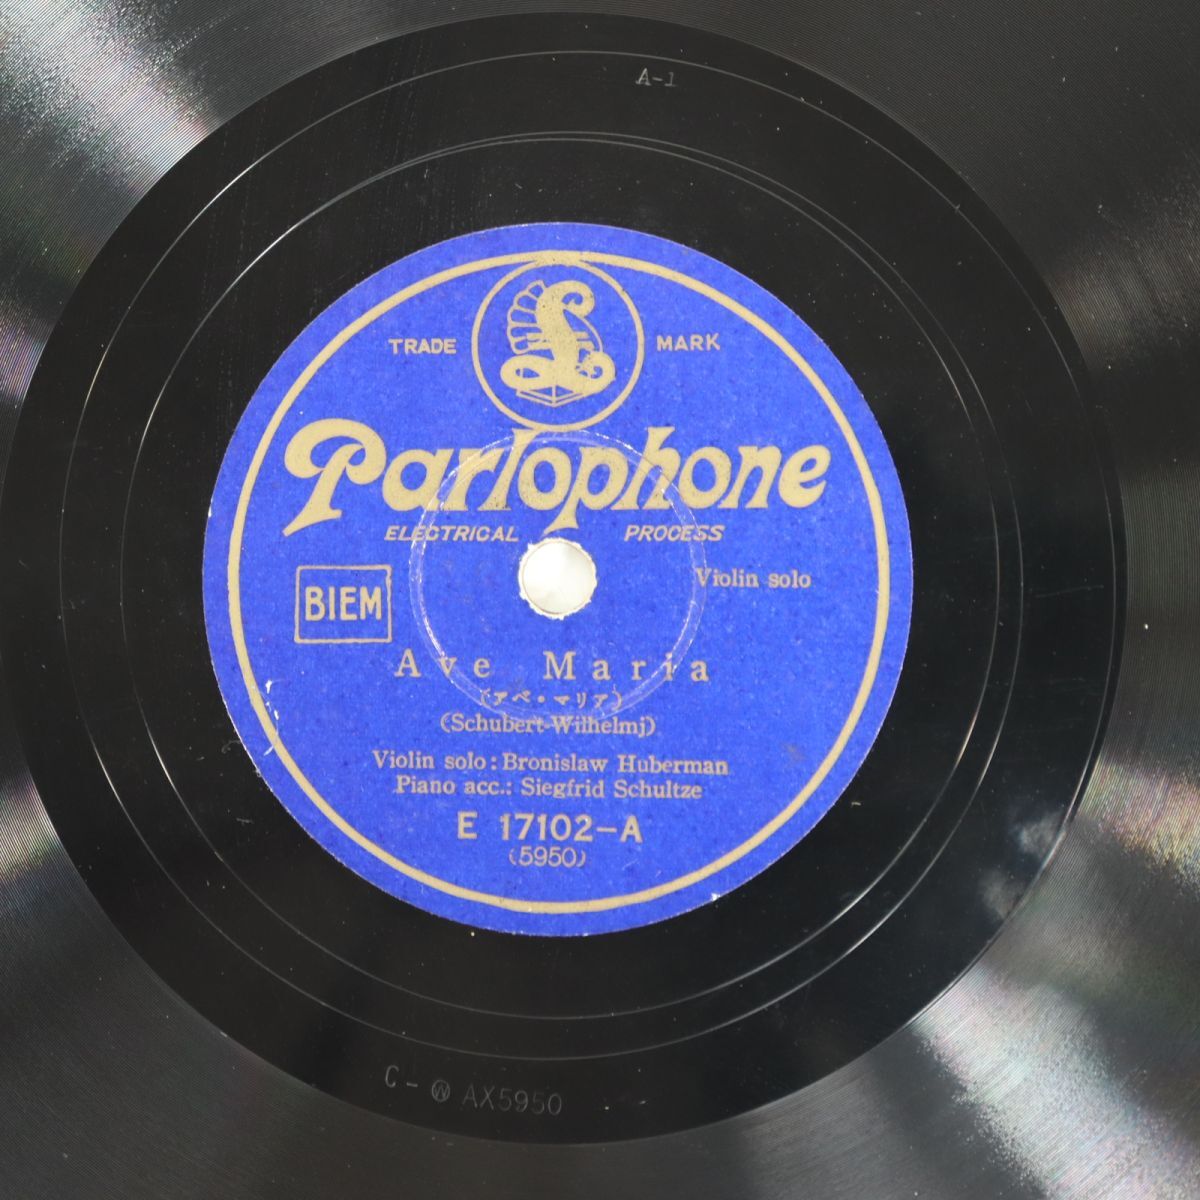 A-1
TRADE MARK
Parlophone
ELECTRICAL PROCESS
Violin solo
BIEM
Ave Maria
(アベ・マリア)
(Schubert-Wilhelmj)
Violin solo: Bronislaw Huberman
Piano acc.: Siegfrid Schultze
E 17102-A
(5950)
C- Ⓦ AX5950